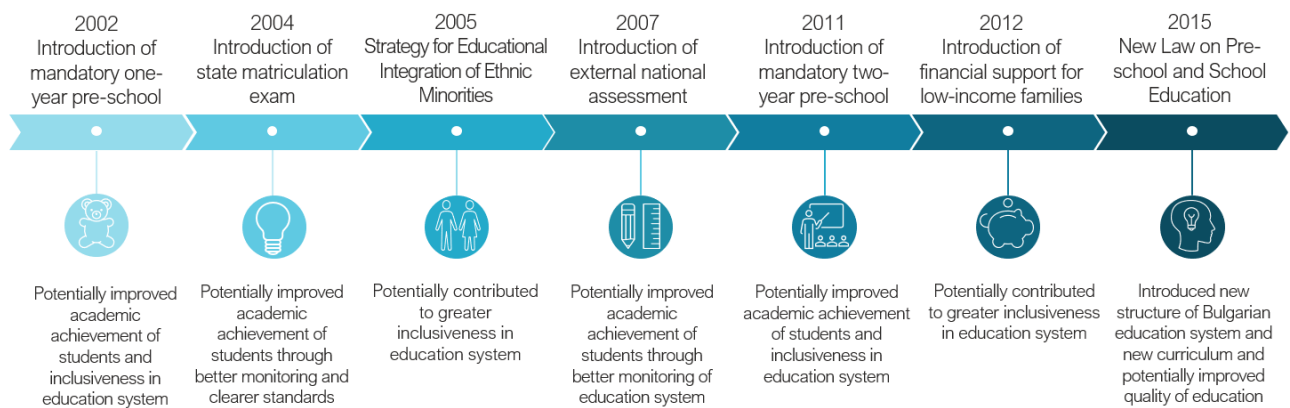 2002
Introduction of
mandatory one-
year pre-school
2004
Introduction of
state matriculation
exam
2005
Strategy for Educational
Integration of Ethnic
Minorities
2007
Introduction of
external national
assessment
2011
Introduction of
mandatory two-
year pre-school
2012
Introduction of
financial support for
low-income families
2015
New Law on Pre-
school and School
Education
Potentially improved
academic
achievement of
students and
inclusiveness in
education system
Potentially improved
academic
achievement of
students through
better monitoring and
clearer standards
Potentially contributed
to greater
inclusiveness in
education system
Potentially improved
academic
achievement of
students through
better monitoring of
education system
Potentially improved
academic achievement
of students and
inclusiveness in
education system
Potentially contributed
to greater inclusiveness
in education system
Introduced new
structure of Bulgarian
education system and
new curriculum and
potentially improved
quality of education